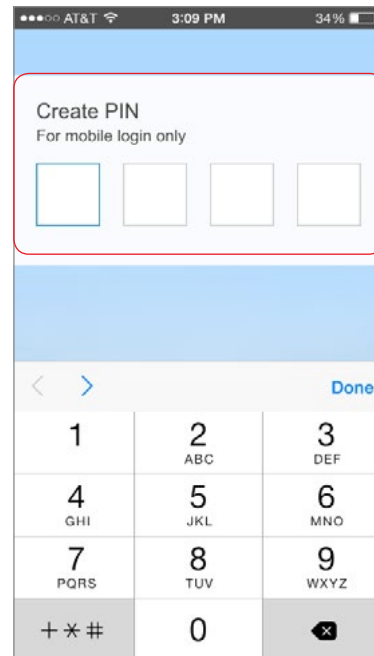 AT&T 3:09 PM 34%
Create PIN
For mobile login only
Done
1 2 3
ABC DEF
4 5 6
GHI JKL MNO
7 8 9
PQRS TUV WXYZ
+*# 0